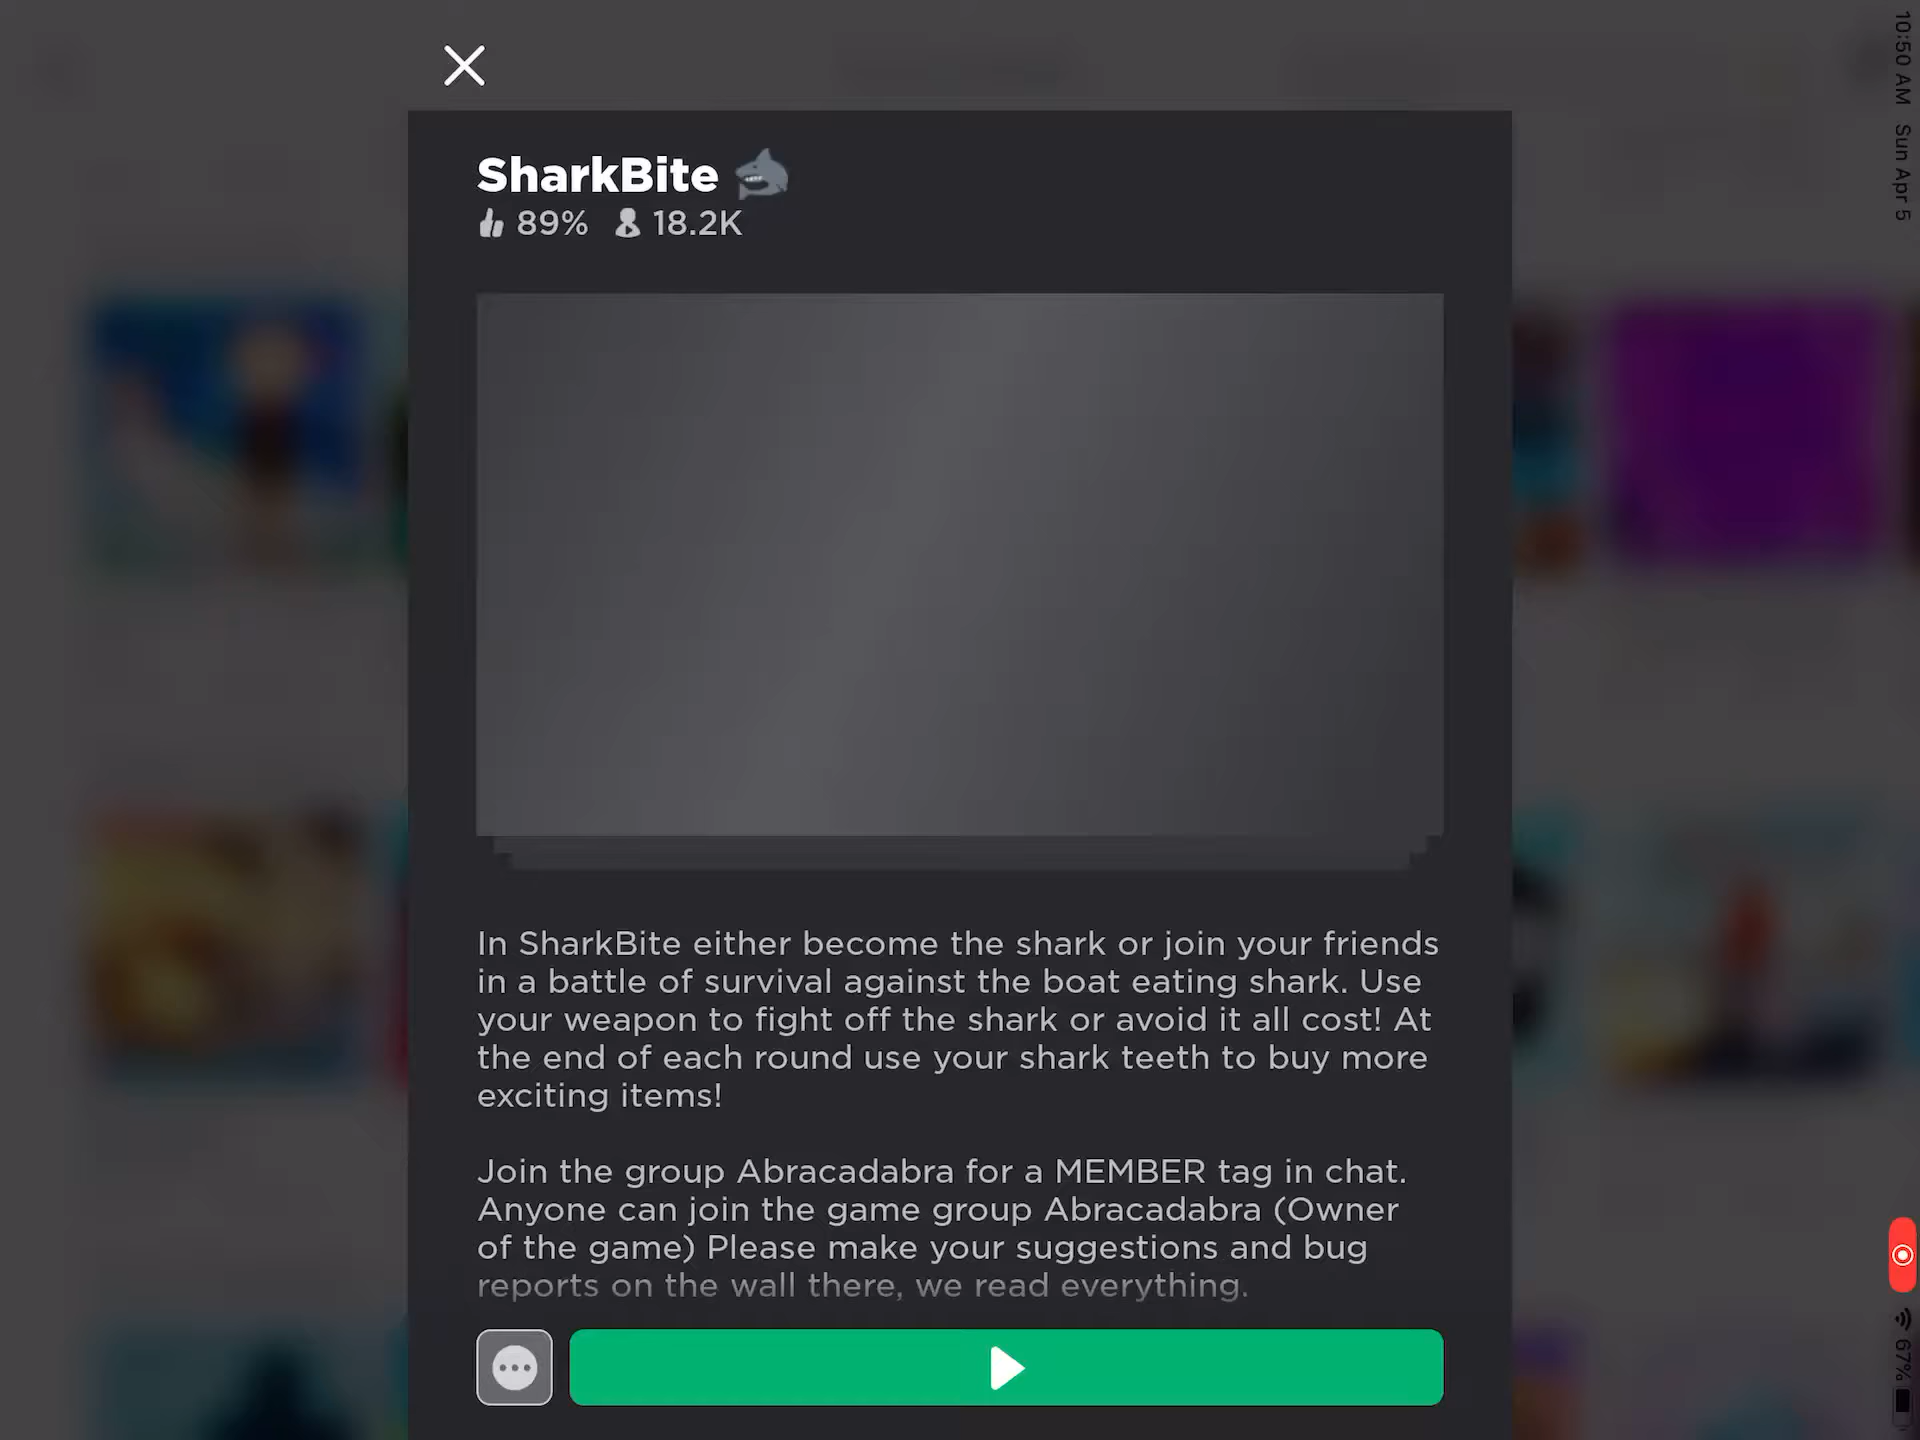 SharkBite
89% 18.2K
In SharkBite either become the shark or join your friends
in a battle of survival against the boat eating shark. Use
your weapon to fight off the shark or avoid it all cost! At
the end of each round use your shark teeth to buy more
exciting items!
Join the group Abracadabra for a MEMBER tag in chat.
Anyone can join the game group Abracadabra (Owner
of the game) Please make your suggestions and bug
reports on the wall there, we read everything.
10:50 AM Sun Apr 5
67%